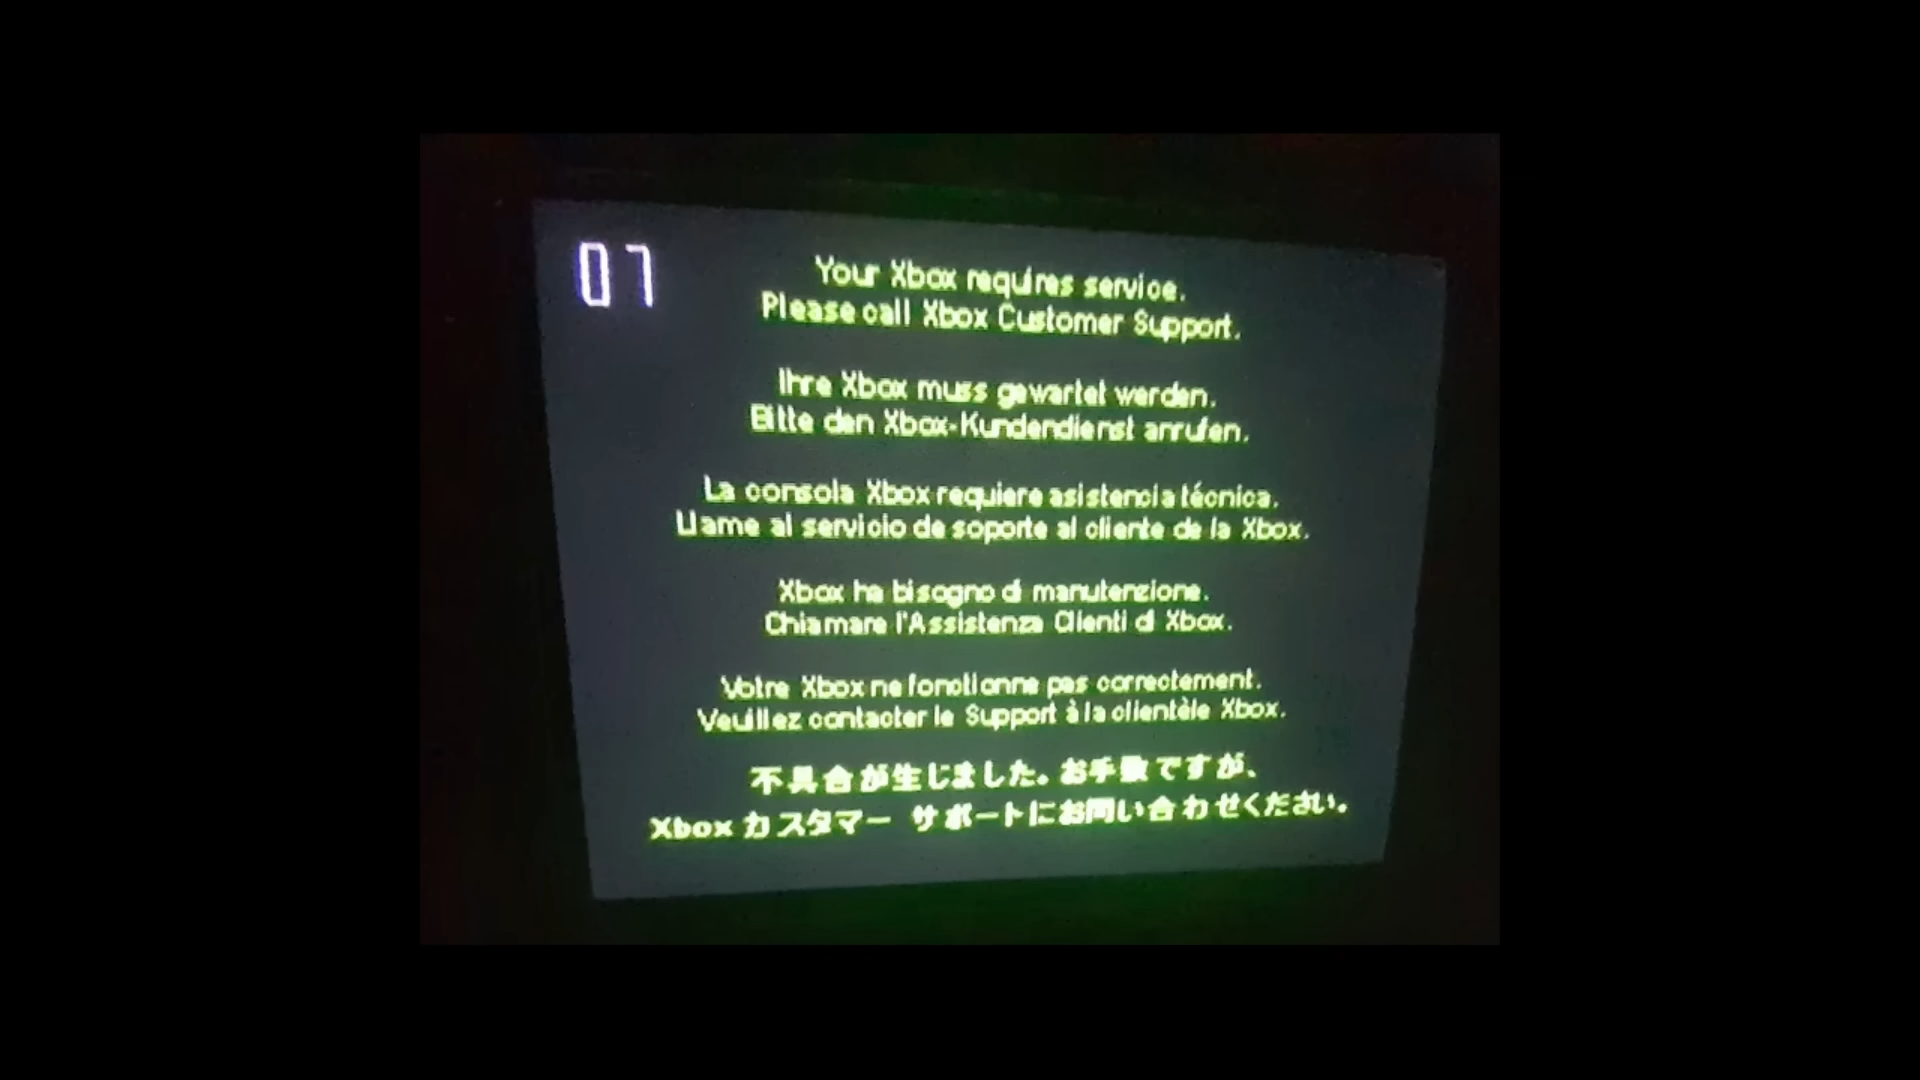 07
Your Xbox requires service.
Please call Xbox Customer Support.
Ihre Xbox muss gewartet werden.
Bitte den Xbox-Kundendienst anrufen.
La consola Xbox requiere asistencia técnica.
Llame al servicio de soporte al cliente de la Xbox.
Xbox ha bisogno di manutenzione.
Chiamare l'Assistenza Clienti di Xbox.
Votre Xbox ne fonctionne pas correctement.
Veuillez contacter le Support à la clientèle Xbox.
不具合が生じました。お手数ですが、
Xbox カスタマー サポートにお問い合わせください。